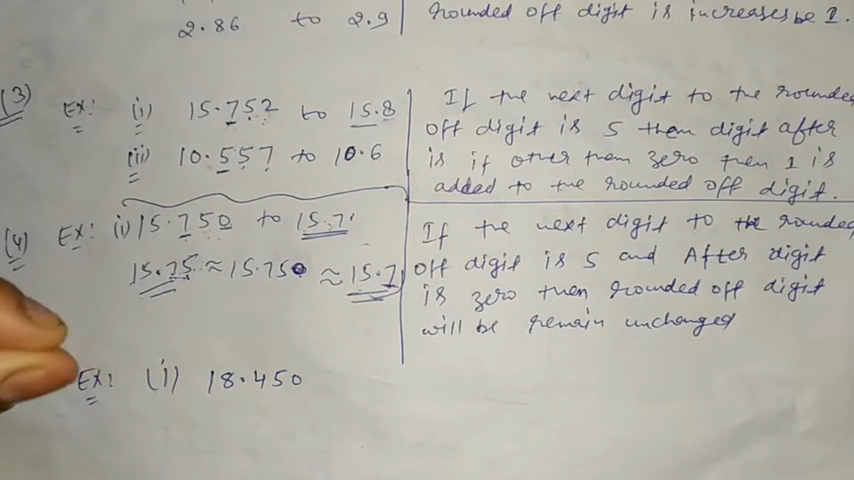 2.86 to 2.9
rounded off digit is increases be 1.
(3) Ex: (i) 15.752 to 15.8
(ii) 10.557 to 10.6
If the next digit to the rounded
off digit is 5 then digit after
is if other then zero then 1 is
added to the rounded off digit.
(4) Ex: (i) 15.750 to 15.7
15.75 ≈ 15.750 ≈ 15.7
If the next digit to the rounded
off digit is 5 and After digit
is zero then rounded off digit
will be remain unchanged
Ex: (i) 18.450